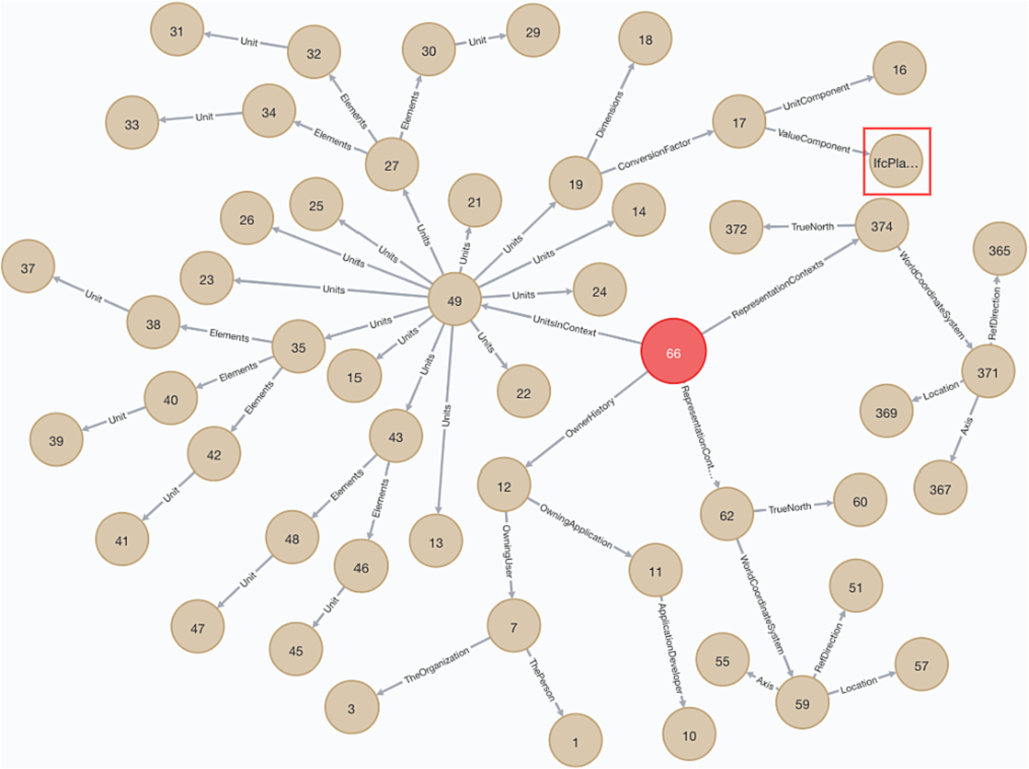 31
Unit
32
30
Unit
29
18
16
33
Unit
34
Elements
Elements
Elements
27
Dimensions
17
UnitComponent
ValueComponent
IfcPla...
ConversionFactor
19
26
25
21
14
Units
Units
Units
Units
Units
Units
372
TrueNorth
374
365
37
Unit
23
Units
49
Units
24
RepresentationContexts
WorldCoordinateSystem
RefDirection
38
Elements
35
Units
UnitsInContext
66
15
Units
Units
Units
Units
22
371
Location
369
Axis
367
40
Elements
Elements
Unit
39
42
Unit
41
43
OwnerHistory
RepresentationCont...
Elements
Elements
12
62
TrueNorth
60
48
13
OwningApplication
OwningUser
46
Unit
Unit
11
WorldCoordinateSystem
51
47
45
7
ApplicationDeveloper
RefDirection
55
Axis
57
Location
59
TheOrganization
ThePerson
3
1
10